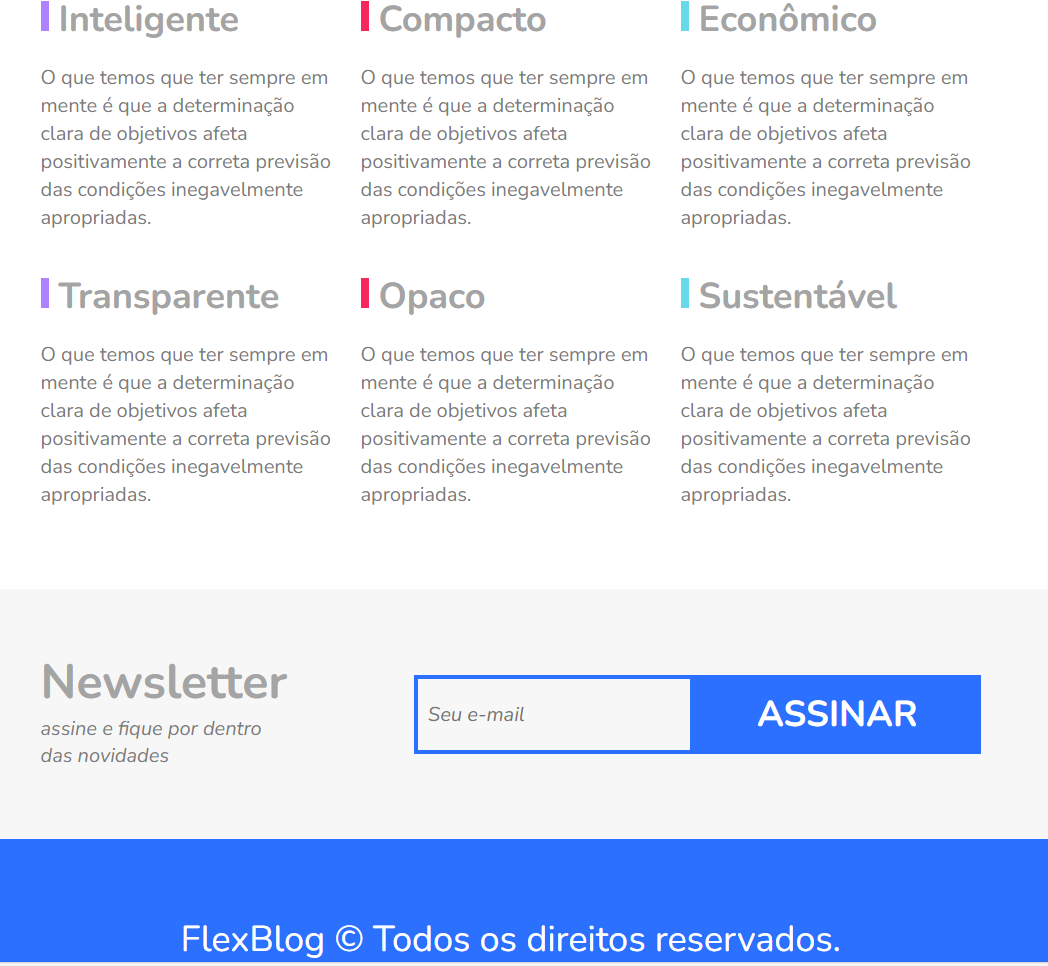 Inteligente
O que temos que ter sempre em
mente é que a determinação
clara de objetivos afeta
positivamente a correta previsão
das condições inegavelmente
apropriadas.
Compacto
O que temos que ter sempre em
mente é que a determinação
clara de objetivos afeta
positivamente a correta previsão
das condições inegavelmente
apropriadas.
Econômico
O que temos que ter sempre em
mente é que a determinação
clara de objetivos afeta
positivamente a correta previsão
das condições inegavelmente
apropriadas.
Transparente
O que temos que ter sempre em
mente é que a determinação
clara de objetivos afeta
positivamente a correta previsão
das condições inegavelmente
apropriadas.
Opaco
O que temos que ter sempre em
mente é que a determinação
clara de objetivos afeta
positivamente a correta previsão
das condições inegavelmente
apropriadas.
Sustentável
O que temos que ter sempre em
mente é que a determinação
clara de objetivos afeta
positivamente a correta previsão
das condições inegavelmente
apropriadas.
Newsletter
assine e fique por dentro
das novidades
Seu e-mail
ASSINAR
FlexBlog © Todos os direitos reservados.